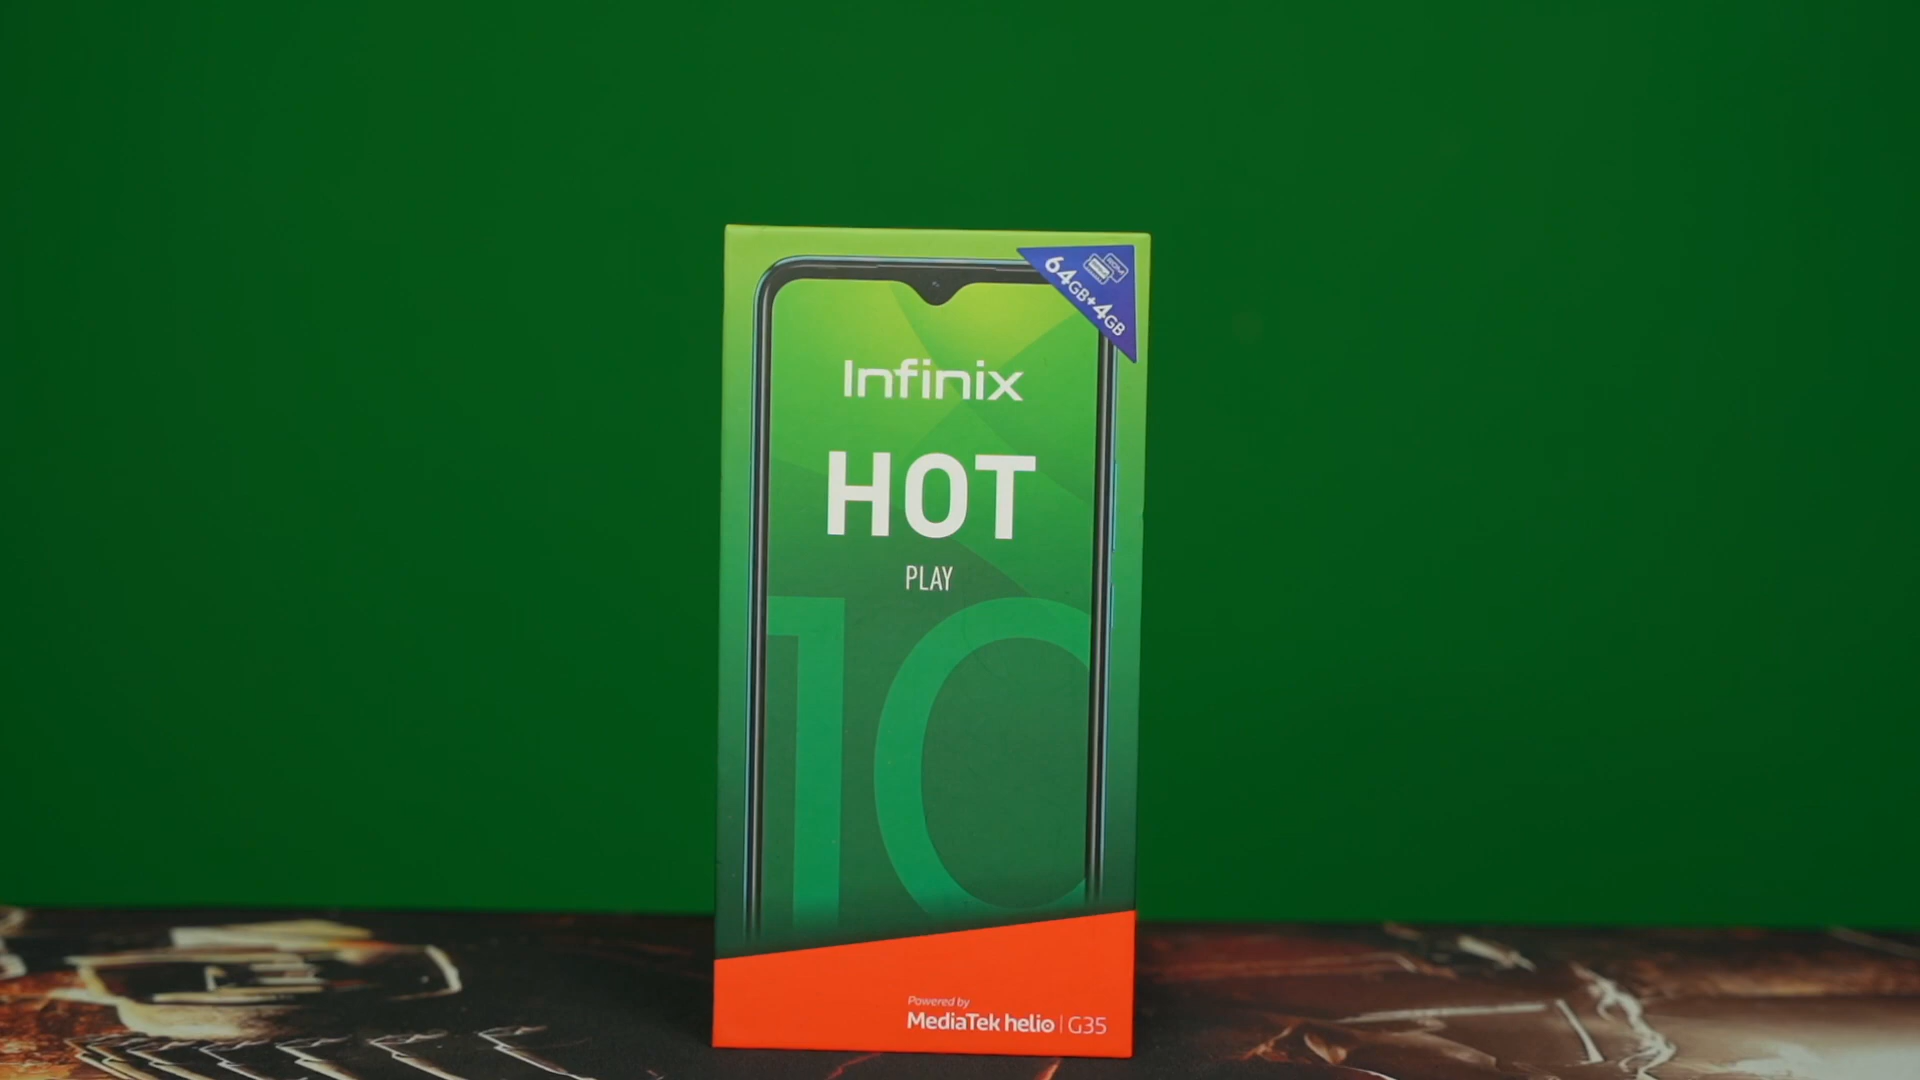 64GB+4GB
Infinix
HOT
PLAY
10
Powered by
MediaTek helio | G35